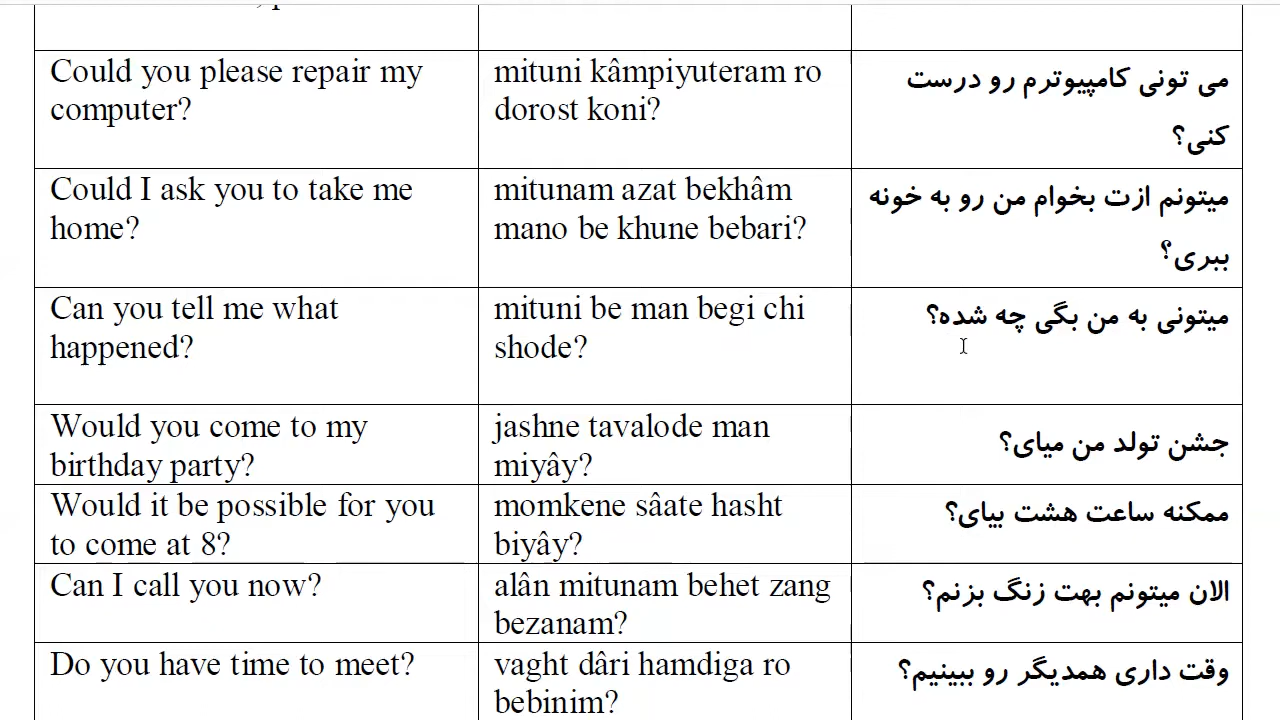 Could you please repair my
computer?
mituni kâmpiyuteram ro
dorost koni?
می تونی کامپیوترم رو درست
کنی؟
Could I ask you to take me
home?
mitunam azat bekhâm
mano be khune bebari?
میتونم ازت بخوام من رو به خونه
ببری؟
Can you tell me what
happened?
mituni be man begi chi
shode?
میتونی به من بگی چه شده؟
Would you come to my
birthday party?
jashne tavalode man
miyây?
جشن تولد من میای؟
Would it be possible for you
to come at 8?
momkene sâate hasht
biyây?
ممکنه ساعت هشت بیای؟
Can I call you now?
alân mitunam behet zang
bezanam?
الان میتونم بهت زنگ بزنم؟
Do you have time to meet?
vaght dâri hamdiga ro
bebinim?
وقت داری همدیگر رو ببینیم؟